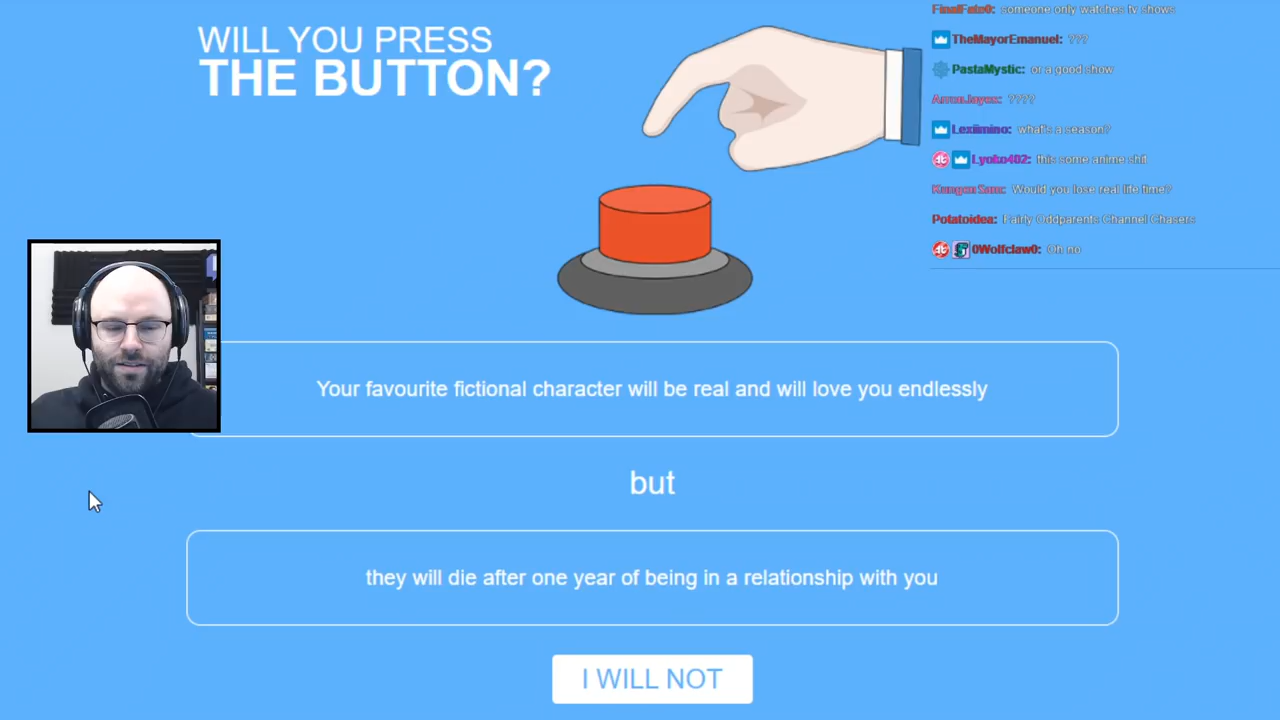 WILL YOU PRESS
THE BUTTON?
FinalFate0: someone only watches tv shows
TheMayorEmanuel: ???
PastaMystic: or a good show
ArronJayes: ????
Lexiimino: what's a season?
Lyoko402: this some anime shit
Kungen Sam: Would you lose real life time?
Potatoidea: Fairly Oddparents Channel Chasers
0Wolfclaw0: Oh no
Your favourite fictional character will be real and will love you endlessly
but
they will die after one year of being in a relationship with you
I WILL NOT